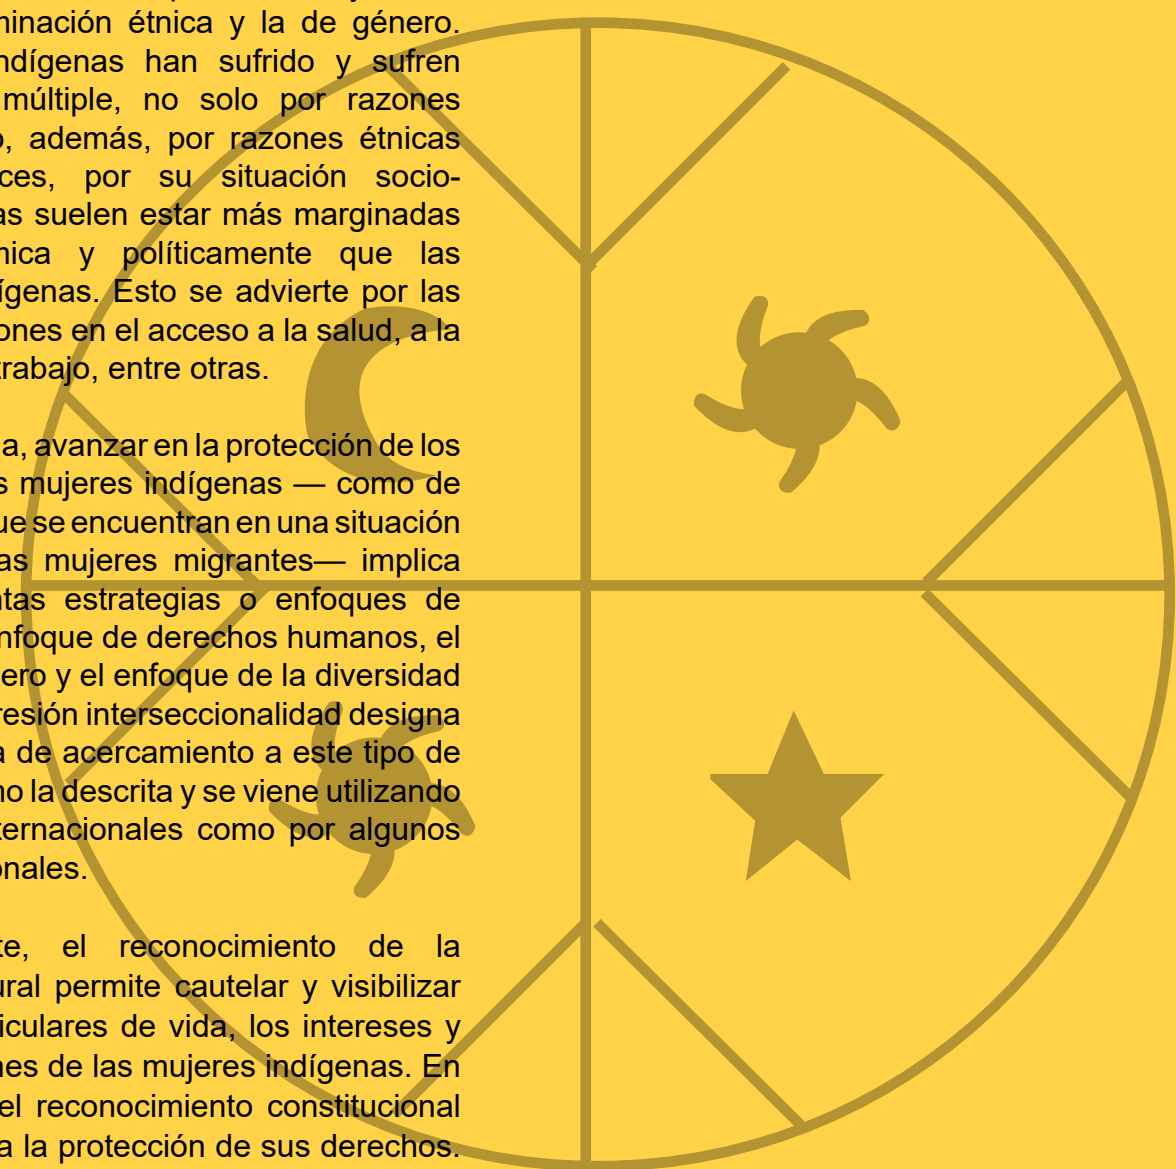 minación étnica y la de género.
ndígenas han sufrido y sufren
múltiple, no solo por razones
o, además, por razones étnicas
ces, por su situación socio-
as suelen estar más marginadas
mica y políticamente que las
ígenas. Esto se advierte por las
ones en el acceso a la salud, a la
trabajo, entre otras.
a, avanzar en la protección de los
s mujeres indígenas — como de
ue se encuentran en una situación
as mujeres migrantes— implica
ntas estrategias o enfoques de
nfoque de derechos humanos, el
ero y el enfoque de la diversidad
resión interseccionalidad designa
a de acercamiento a este tipo de
mo la descrita y se viene utilizando
ternacionales como por algunos
onales.
te, el reconocimiento de la
ural permite cautelar y visibilizar
iculares de vida, los intereses y
nes de las mujeres indígenas. En
el reconocimiento constitucional
a la protección de sus derechos.